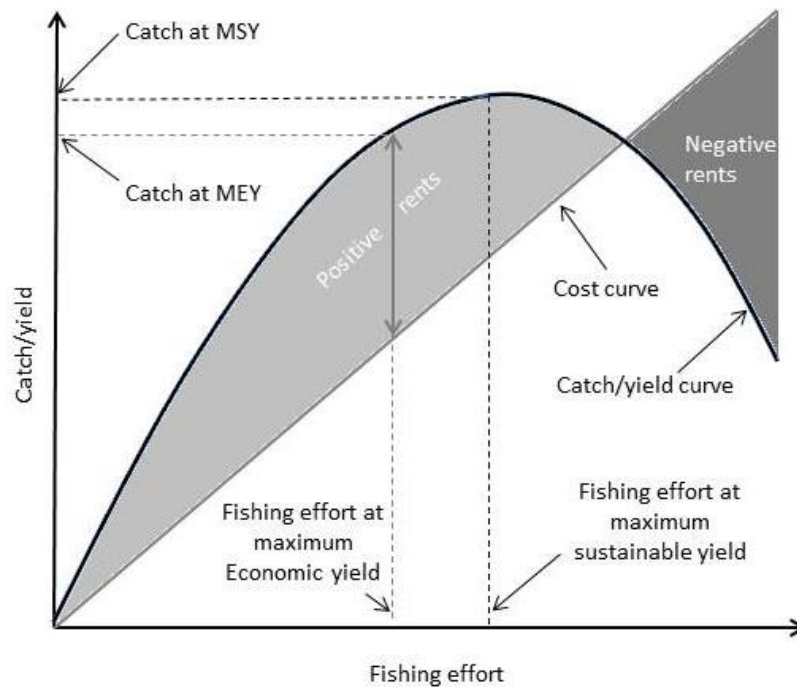 Catch at MSY
Catch at MEY
Catch/yield
Positive rents
Negative
rents
Cost curve
Catch/yield curve
Fishing effort at
maximum
Economic yield
Fishing effort at
maximum
sustainable yield
Fishing effort